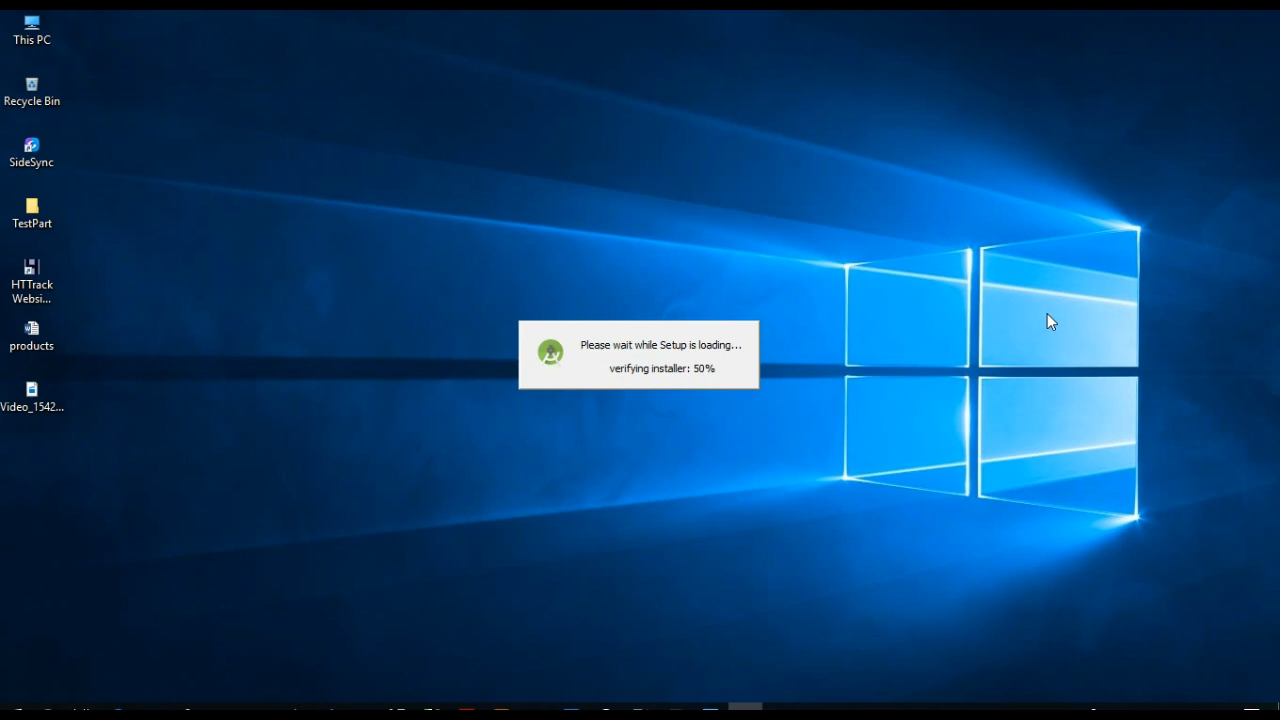 This PC
Recycle Bin
SideSync
TestPart
HTTrack
Websi...
products
Video_1542...
Please wait while Setup is loading...
verifying installer: 50%